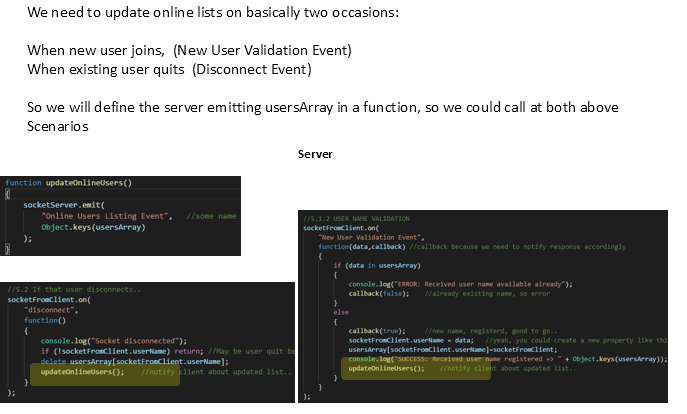 We need to update online lists on basically two occasions:
When new user joins, (New User Validation Event)
When existing user quits (Disconnect Event)
So we will define the server emitting usersArray in a function, so we could call at both above
Scenarios
Server
function updateOnlineUsers()
{
socketServer.emit(
"Online Users Listing Event", //some name
Object.keys(usersArray)
);
}
//5.2 If that user disconnects..
socketFromClient.on(
"disconnect",
function()
{
console.log("Socket disconnected");
if (!socketFromClient.userName) return; //May be user quit be
delete usersArray[socketFromClient.userName];
updateOnlineUsers(); //notify client about updated list..
}
);
//5.1.2 USER NAME VALIDATION
socketFromClient.on(
"New User Validation Event",
function(data,callback) //callback because we need to notify response accordingly
{
if (data in usersArray)
{
console.log("ERROR: Received user name available already");
callback(false); //already existing name, so error
}
else
{
callback(true); //new name, registerd, good to go..
socketFromClient.userName = data; //yeah, you could create a new property like thi
usersArray[socketFromClient.userName]=socketFromClient;
console.log("SUCCESS: Received user name registered => " + Object.keys(usersArray));
updateOnlineUsers(); //notify client about updated list..
}
}
);